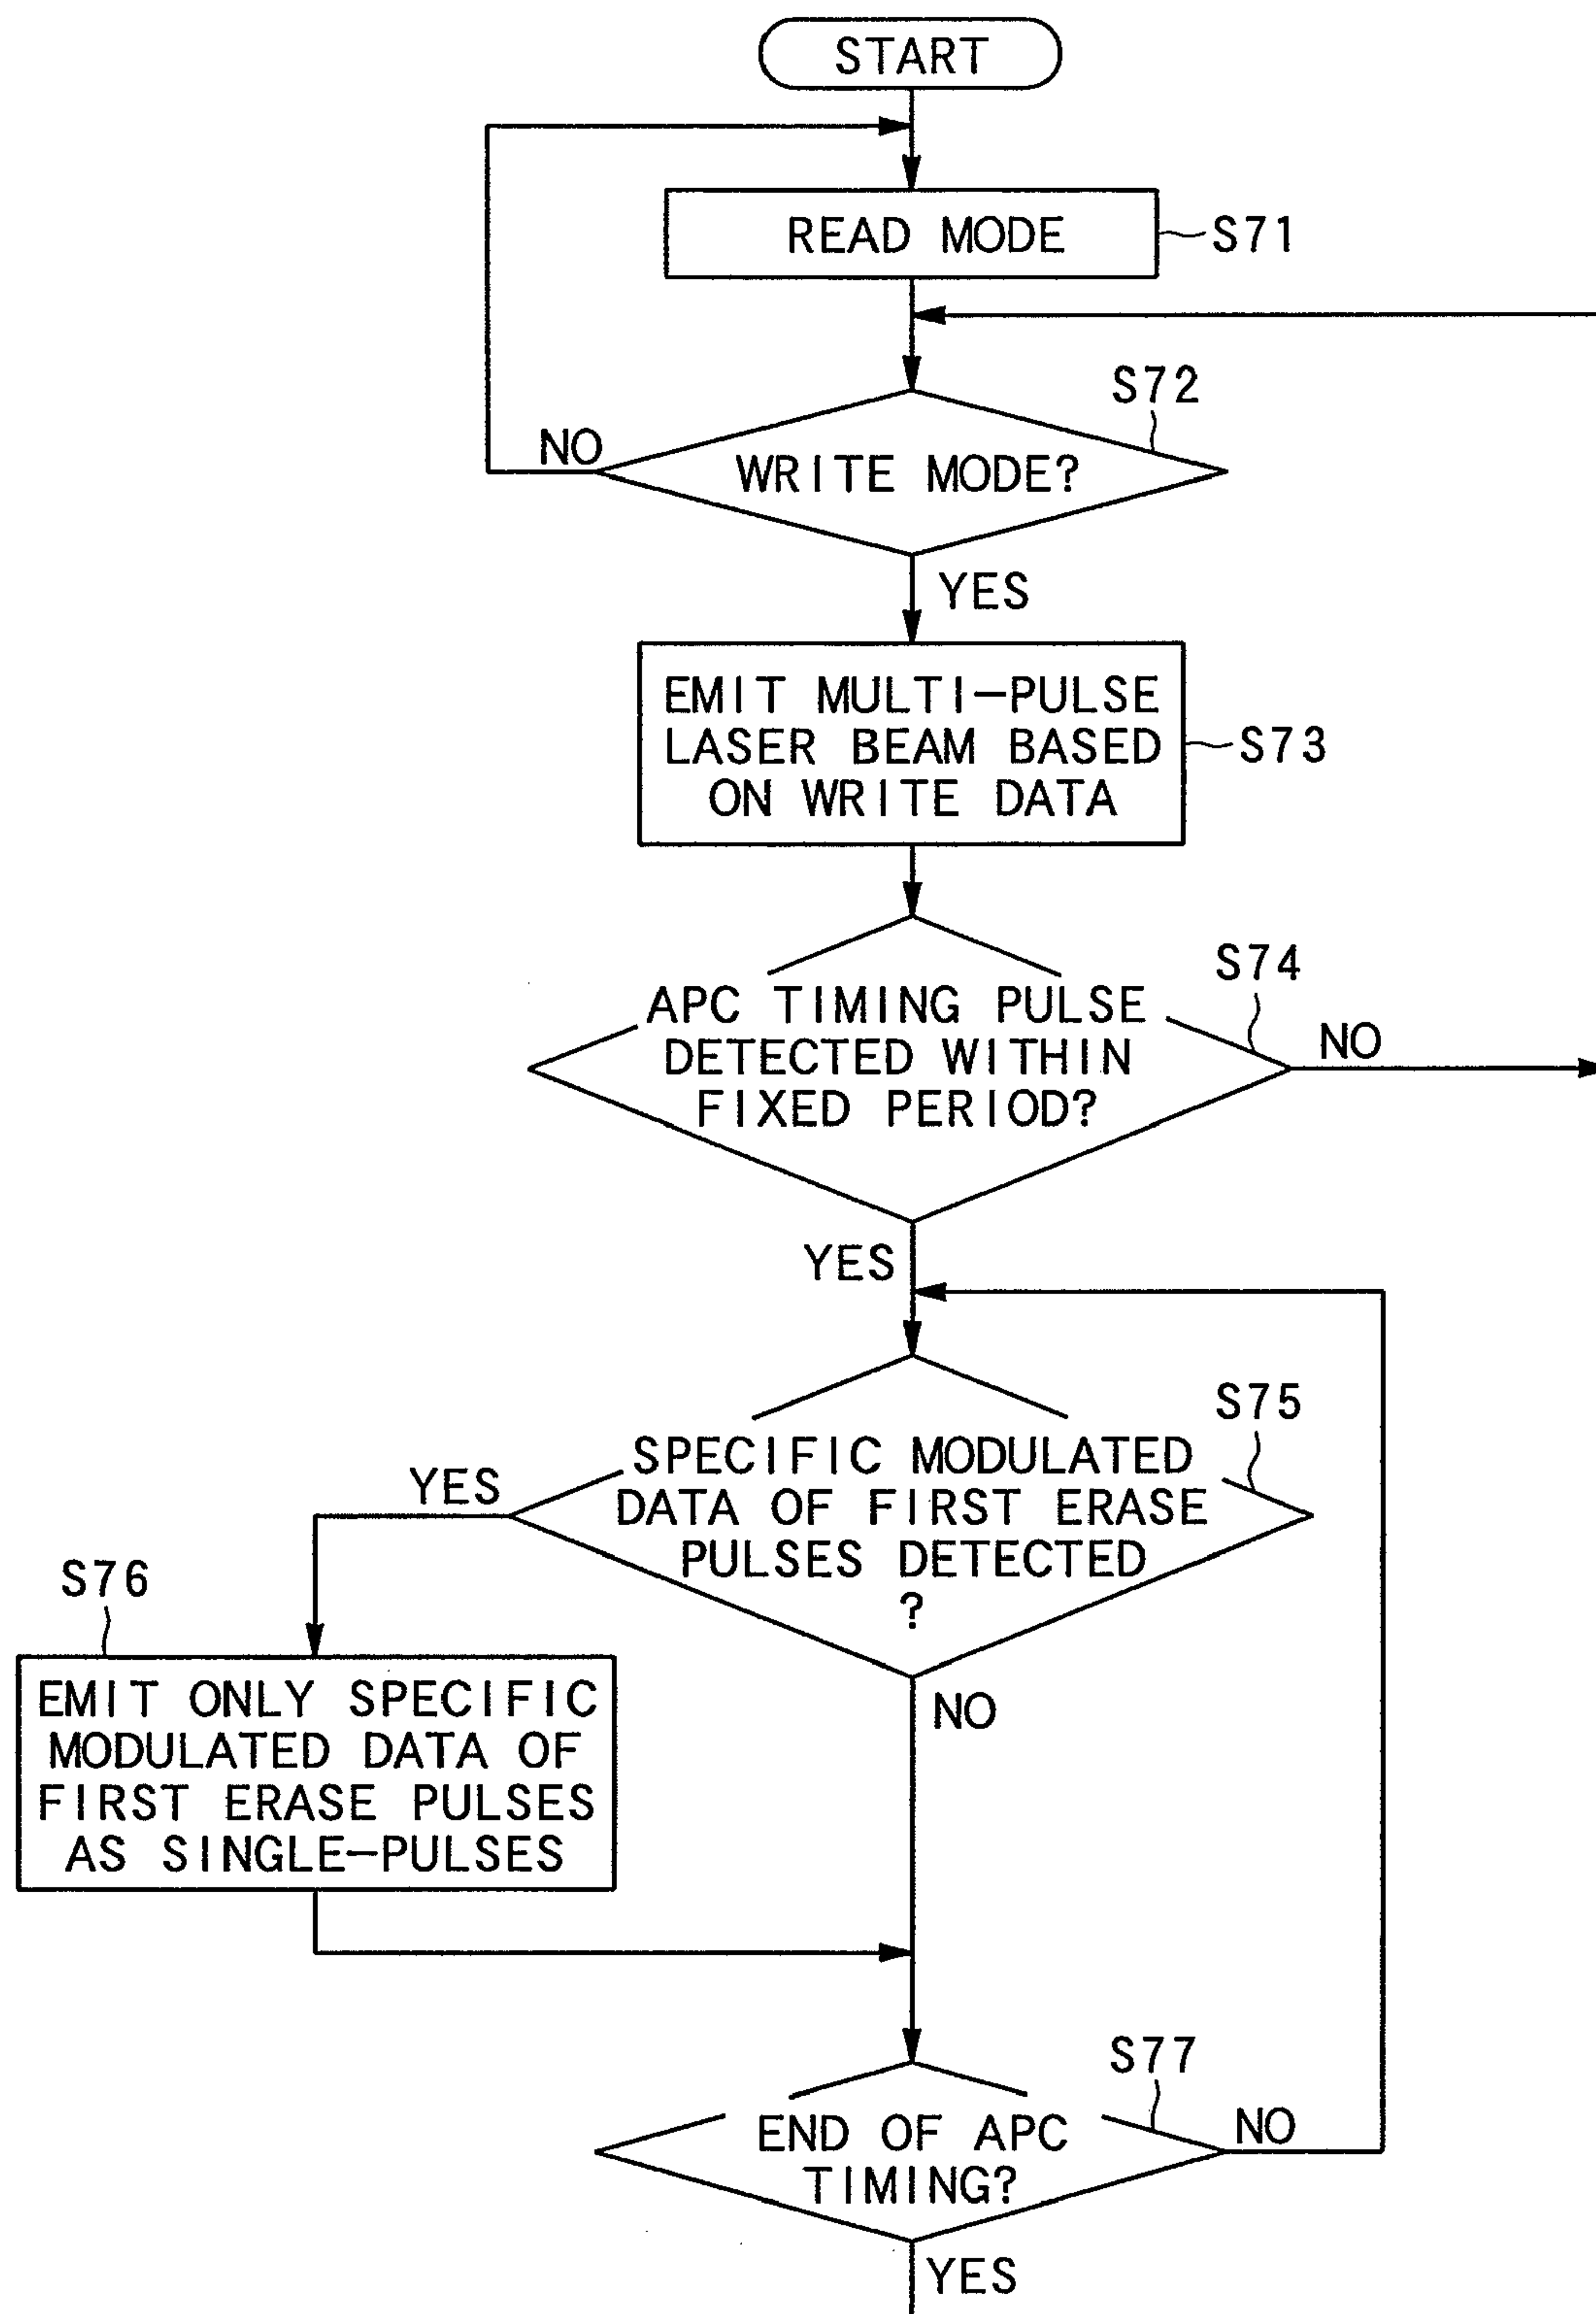 START
READ MODE
S71
S72
NO
WRITE MODE?
YES
EMIT MULTI-PULSE
LASER BEAM BASED
ON WRITE DATA
S73
S74
APC TIMING PULSE
DETECTED WITHIN
FIXED PERIOD?
NO
YES
S75
SPECIFIC MODULATED
DATA OF FIRST ERASE
PULSES DETECTED
?
YES
NO
S76
EMIT ONLY SPECIFIC
MODULATED DATA OF
FIRST ERASE PULSES
AS SINGLE-PULSES
S77
END OF APC
TIMING?
NO
YES